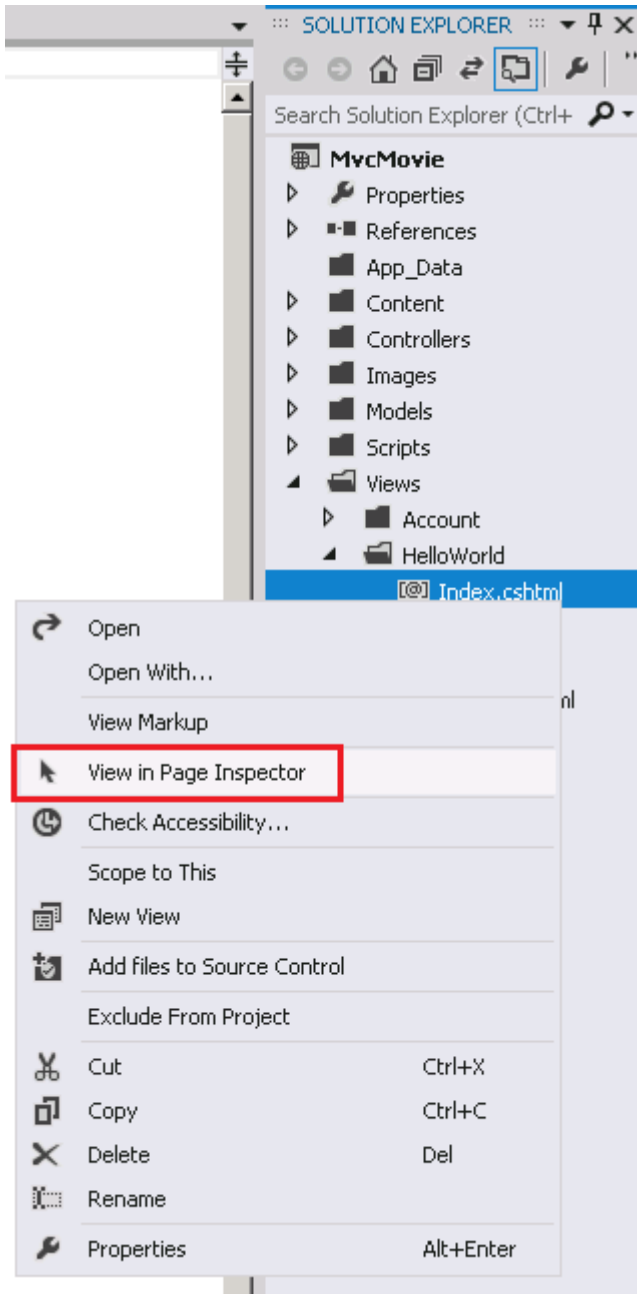 SOLUTION EXPLORER
Search Solution Explorer (Ctrl+
MvcMovie
Properties
References
App_Data
Content
Controllers
Images
Models
Scripts
Views
Account
HelloWorld
[@] Index.cshtml
Open
Open With...
ml
View Markup
View in Page Inspector
Check Accessibility...
Scope to This
New View
Add files to Source Control
Exclude From Project
Cut Ctrl+X
Copy Ctrl+C
Delete Del
Rename
Properties Alt+Enter